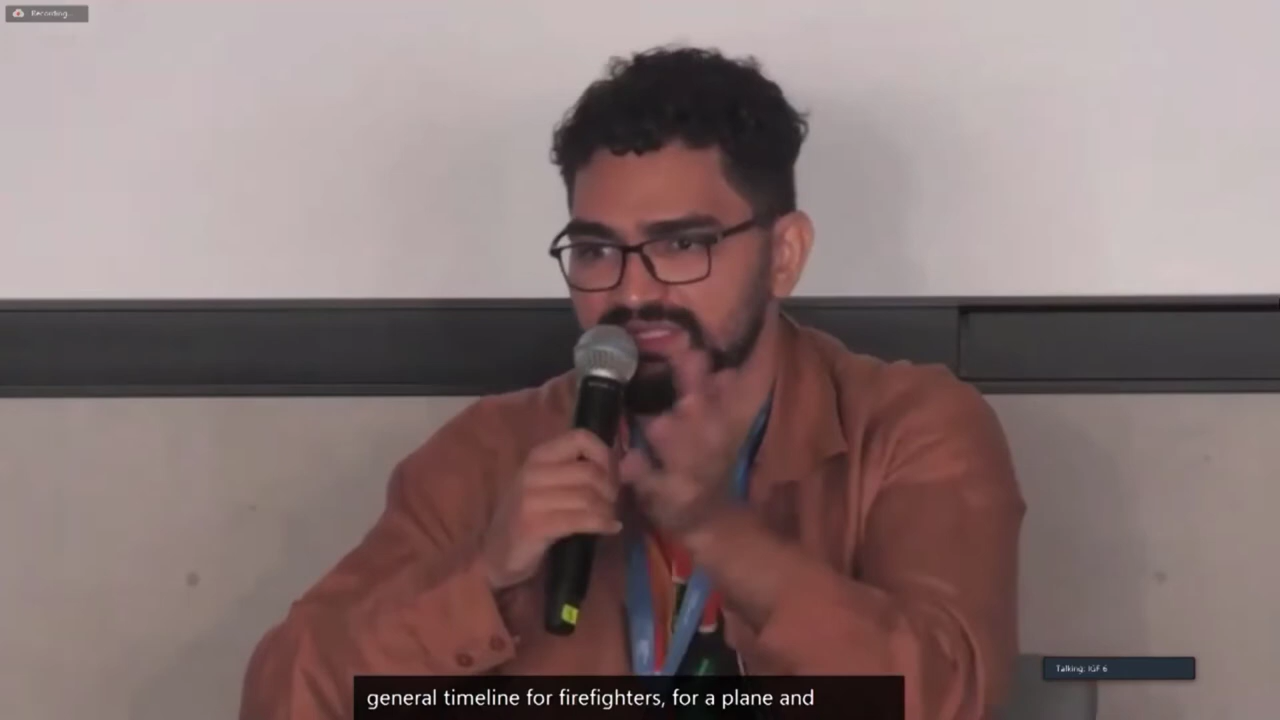 Recording...
Talking: IGF 6
general timeline for firefighters, for a plane and